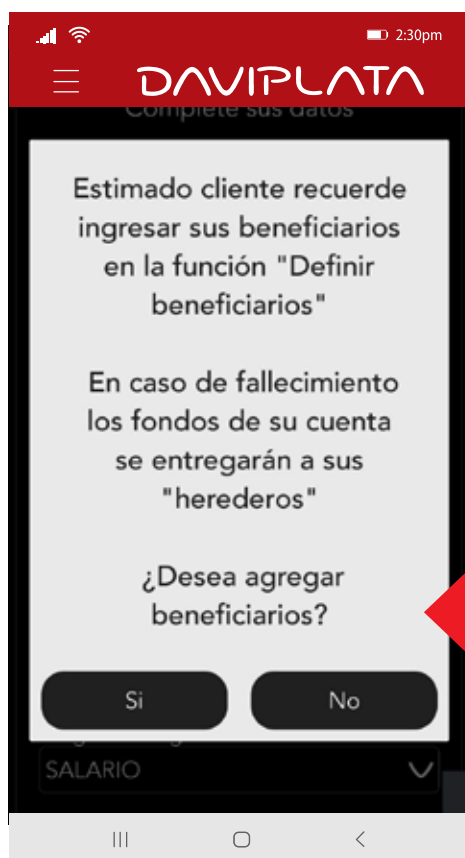 2:30pm
DAVIPLATA
Complete sus datos
Estimado cliente recuerde
ingresar sus beneficiarios
en la función "Definir
beneficiarios"
En caso de fallecimiento
los fondos de su cuenta
se entregarán a sus
"herederos"
¿Desea agregar
beneficiarios?
Si
No
SALARIO